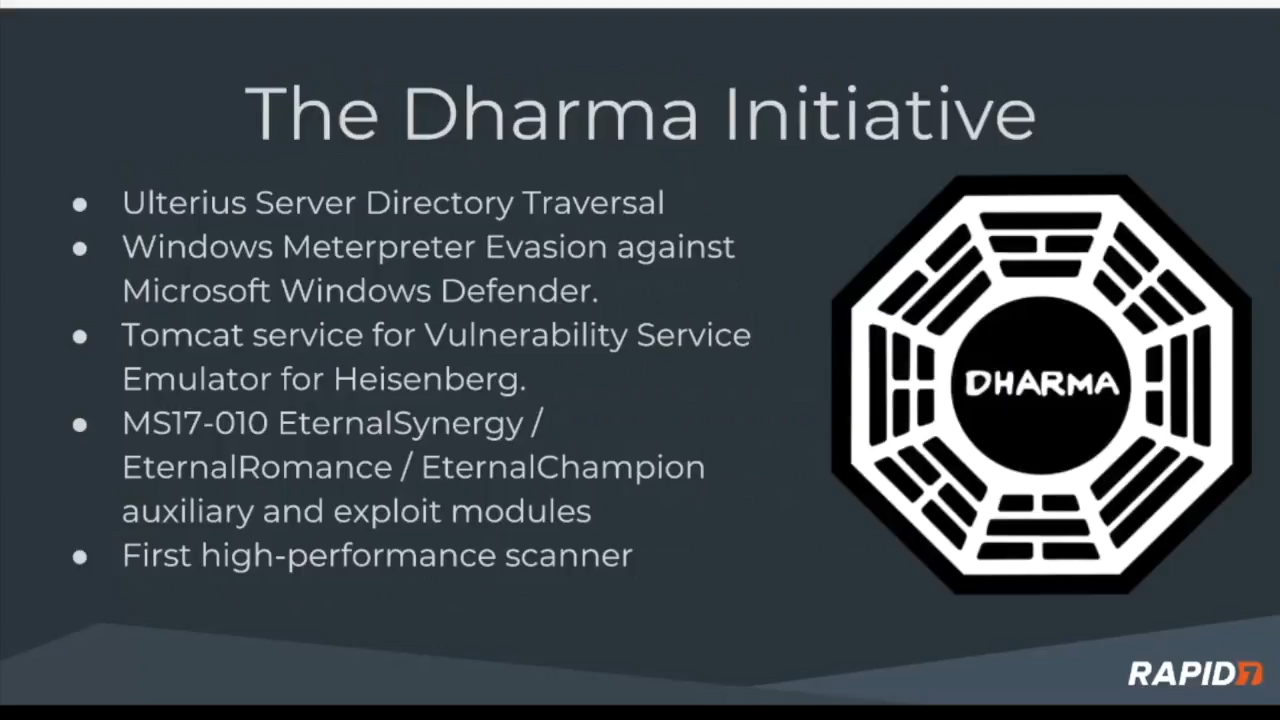 The Dharma Initiative
● Ulterius Server Directory Traversal
● Windows Meterpreter Evasion against
Microsoft Windows Defender.
● Tomcat service for Vulnerability Service
Emulator for Heisenberg.
● MS17-010 EternalSynergy /
EternalRomance / EternalChampion
auxiliary and exploit modules
● First high-performance scanner
DHARMA
RAPID7